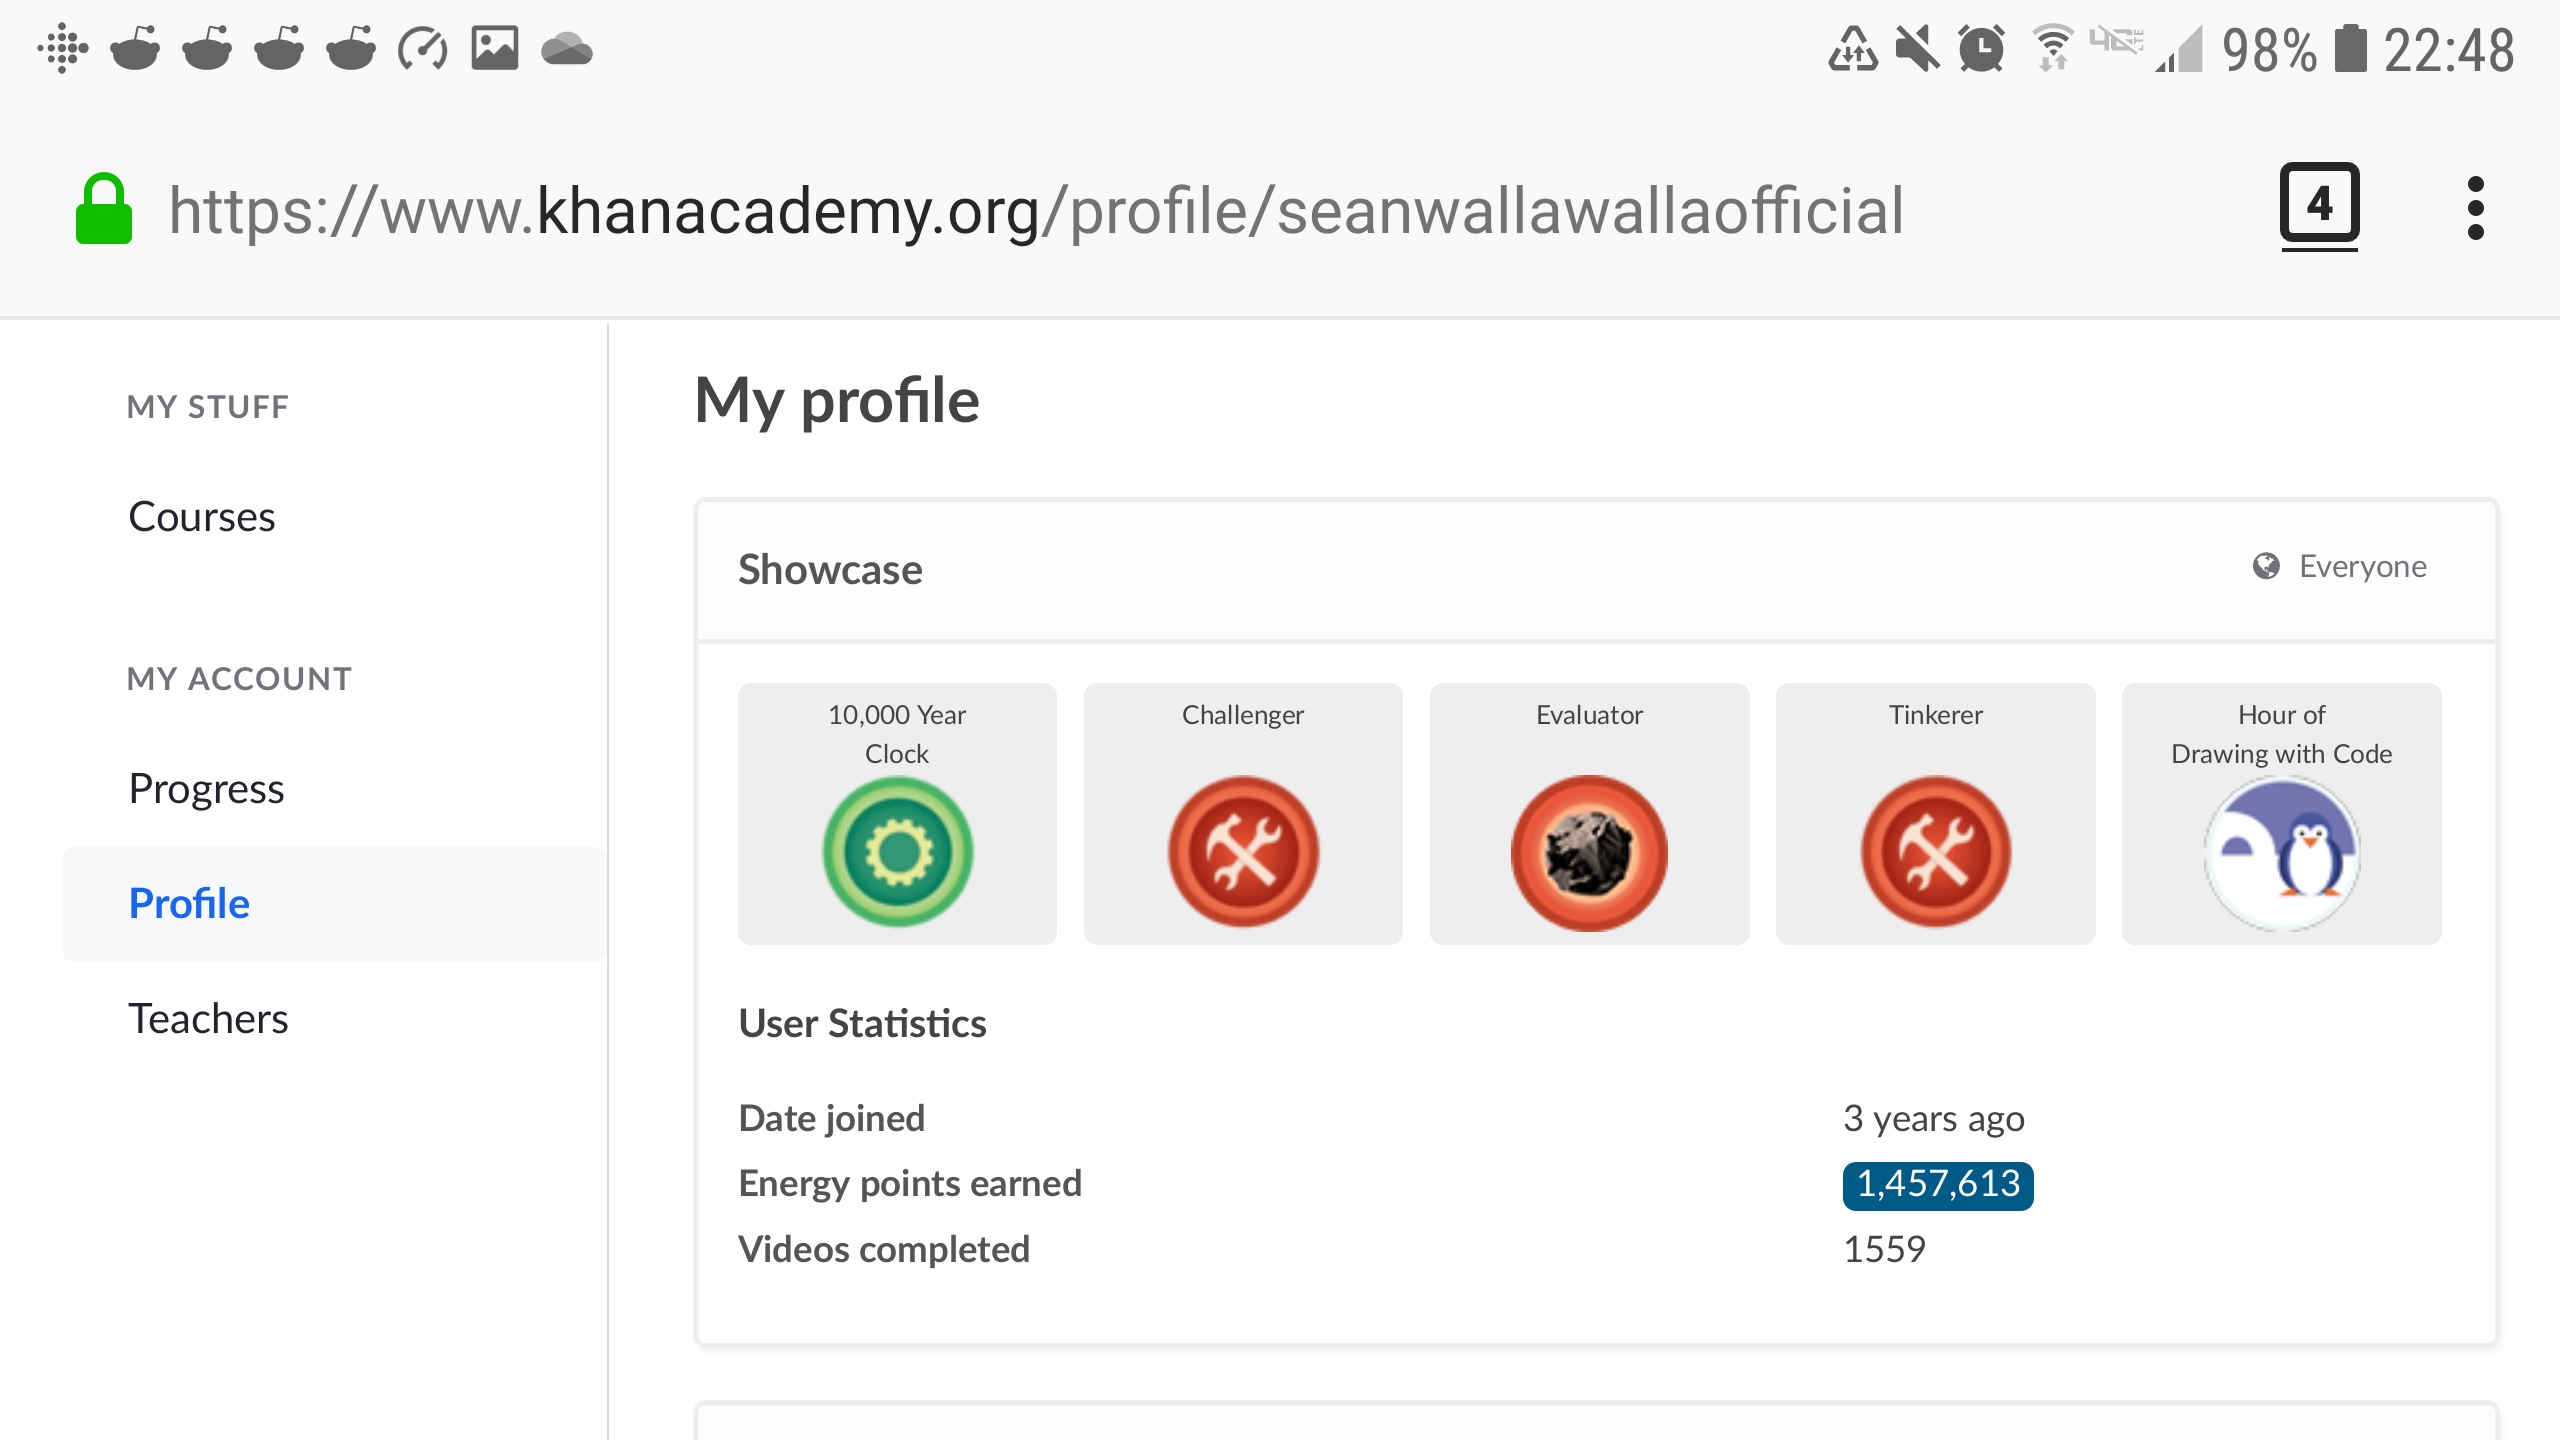 98% 22:48
https://www.khanacademy.org/profile/seanwallawallaofficial
4
MY STUFF
Courses
MY ACCOUNT
Progress
Profile
Teachers
My profile
Showcase
Everyone
10,000 Year
Clock
Challenger
Evaluator
Tinkerer
Hour of
Drawing with Code
User Statistics
Date joined 3 years ago
Energy points earned 1,457,613
Videos completed 1559